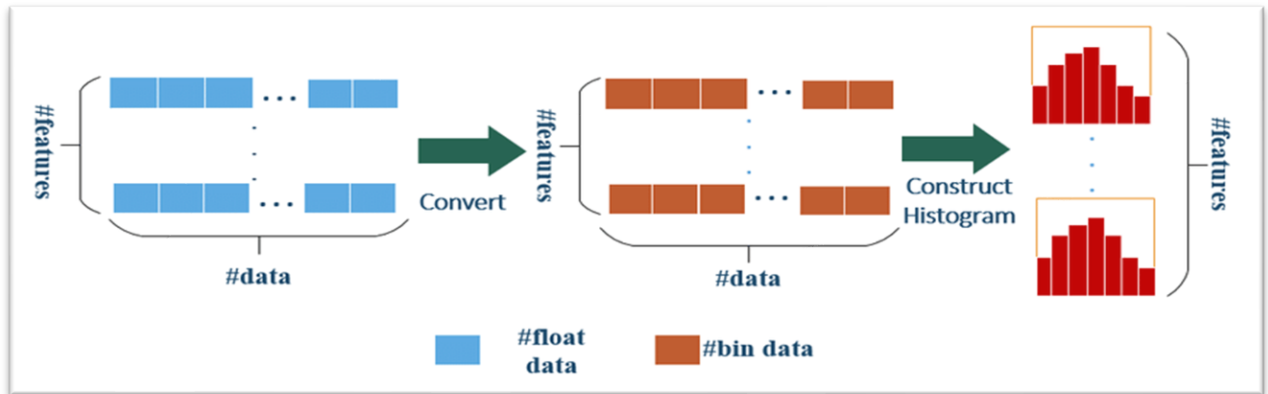 #features
#data
Convert
#features
#data
Construct
Histogram
#features
#float
data
#bin data